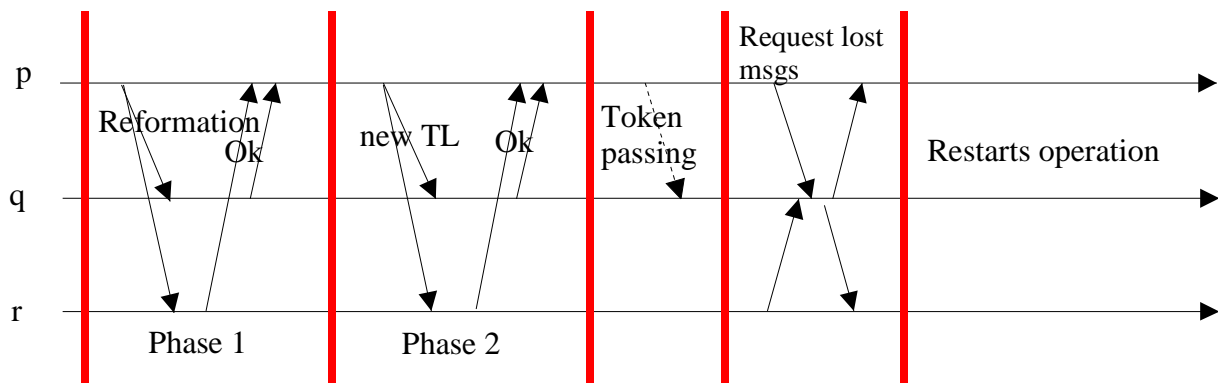 Request lost
msgs
p
Reformation
Ok
new TL
Ok
Token
passing
Restarts operation
q
r
Phase 1
Phase 2